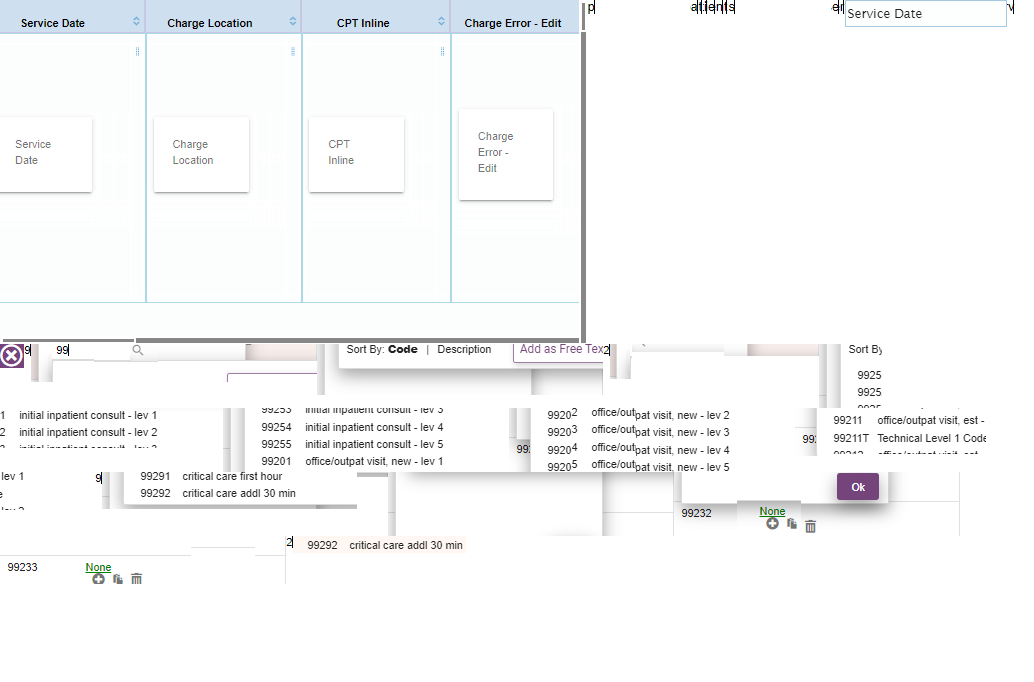 Service Date Charge Location CPT Inline Charge Error - Edit
Service Date
Service
Date
Charge
Location
CPT
Inline
Charge
Error -
Edit
99
Sort By: Code | Description
Add as Free Tex
2
Sort By
9925
9925
1 initial inpatient consult - lev 1
2 initial inpatient consult - lev 2
99253 initial inpatient consult - lev 3
99254 initial inpatient consult - lev 4
99255 initial inpatient consult - lev 5
99201 office/outpat visit, new - lev 1
99
99202 office/outpat visit, new - lev 2
99203 office/outpat visit, new - lev 3
99204 office/outpat visit, new - lev 4
99205 office/outpat visit, new - lev 5
99
99211 office/outpat visit, est -
99211T Technical Level 1 Code
lev 1
9
99291 critical care first hour
99292 critical care addl 30 min
Ok
99232 None
2 99292 critical care addl 30 min
99233 None